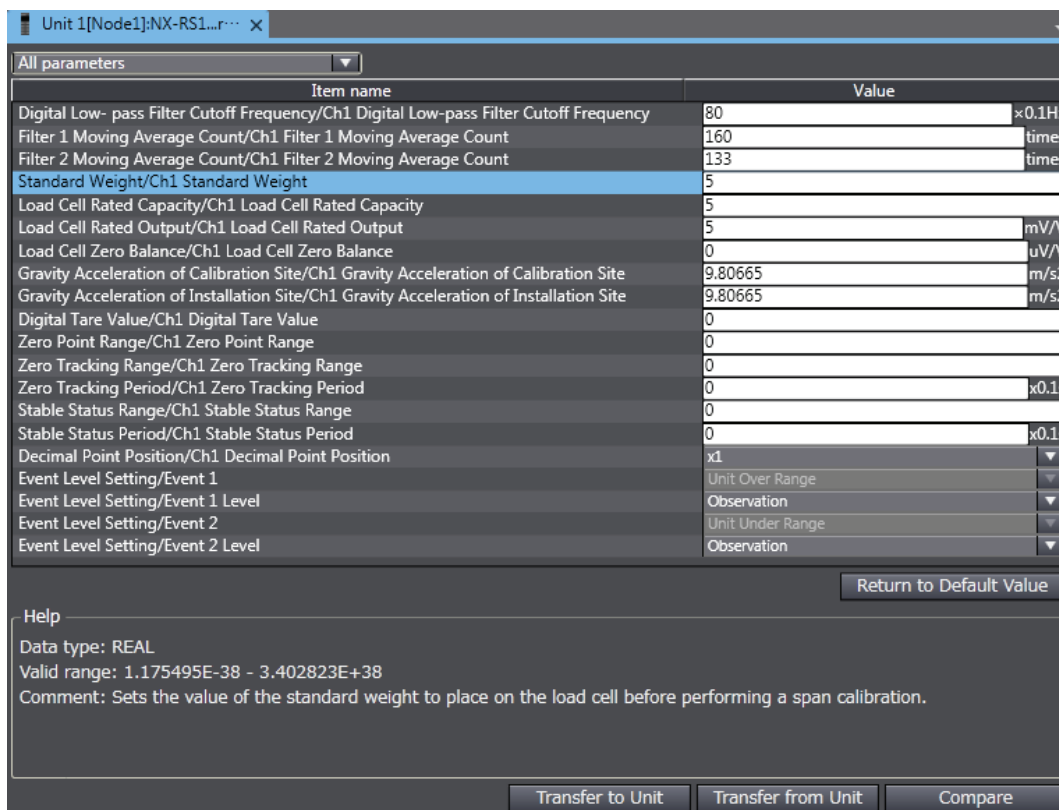 Unit 1[Node1]:NX-RS1...r···
All parameters
Item name Value
Digital Low- pass Filter Cutoff Frequency/Ch1 Digital Low-pass Filter Cutoff Frequency 80 ×0.1H
Filter 1 Moving Average Count/Ch1 Filter 1 Moving Average Count 160 time
Filter 2 Moving Average Count/Ch1 Filter 2 Moving Average Count 133 time
Standard Weight/Ch1 Standard Weight 5
Load Cell Rated Capacity/Ch1 Load Cell Rated Capacity 5
Load Cell Rated Output/Ch1 Load Cell Rated Output 5 mV/V
Load Cell Zero Balance/Ch1 Load Cell Zero Balance 0 uV/V
Gravity Acceleration of Calibration Site/Ch1 Gravity Acceleration of Calibration Site 9.80665 m/s2
Gravity Acceleration of Installation Site/Ch1 Gravity Acceleration of Installation Site 9.80665 m/s2
Digital Tare Value/Ch1 Digital Tare Value 0
Zero Point Range/Ch1 Zero Point Range 0
Zero Tracking Range/Ch1 Zero Tracking Range 0
Zero Tracking Period/Ch1 Zero Tracking Period 0 x0.1
Stable Status Range/Ch1 Stable Status Range 0
Stable Status Period/Ch1 Stable Status Period 0 x0.1
Decimal Point Position/Ch1 Decimal Point Position x1
Event Level Setting/Event 1 Unit Over Range
Event Level Setting/Event 1 Level Observation
Event Level Setting/Event 2 Unit Under Range
Event Level Setting/Event 2 Level Observation
Return to Default Value
Help
Data type: REAL
Valid range: 1.175495E-38 - 3.402823E+38
Comment: Sets the value of the standard weight to place on the load cell before performing a span calibration.
Transfer to Unit Transfer from Unit Compare